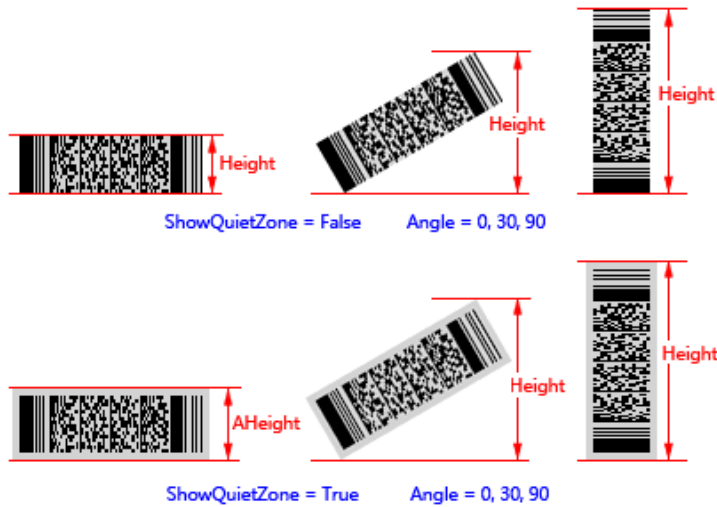 Height
Height
Height
ShowQuietZone = False Angle = 0, 30, 90
Height
Height
AHeight
ShowQuietZone = True Angle = 0, 30, 90